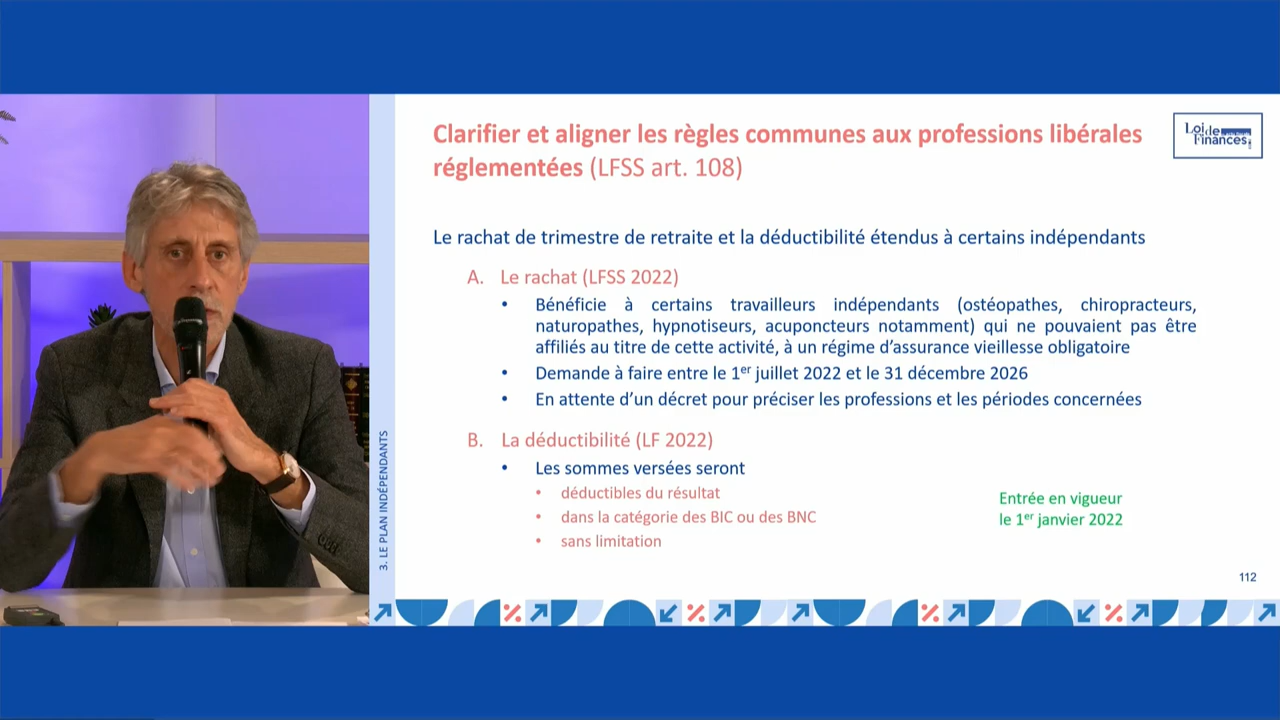 Clarifier et aligner les règles communes aux professions libérales
réglementées (LFSS art. 108)
Loi de
Finances
Le rachat de trimestre de retraite et la déductibilité étendus à certains indépendants
A. Le rachat (LFSS 2022)
• Bénéficie à certains travailleurs indépendants (ostéopathes, chiropracteurs,
naturopathes, hypnotiseurs, acuponcteurs notamment) qui ne pouvaient pas être
affiliés au titre de cette activité, à un régime d’assurance vieillesse obligatoire
• Demande à faire entre le 1er juillet 2022 et le 31 décembre 2026
• En attente d’un décret pour préciser les professions et les périodes concernées
B. La déductibilité (LF 2022)
• Les sommes versées seront
• déductibles du résultat
• dans la catégorie des BIC ou des BNC
• sans limitation
Entrée en vigueur
le 1er janvier 2022
3. LE PLAN INDÉPENDANTS
112